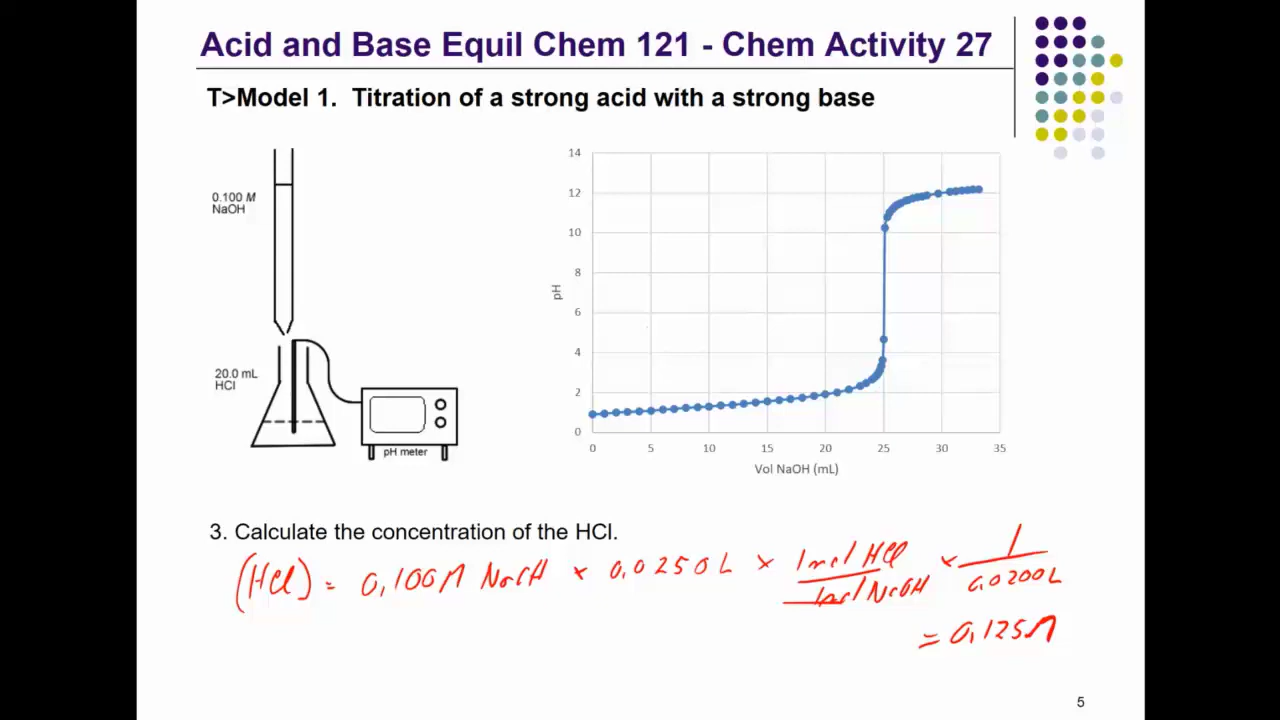 Acid and Base Equil Chem 121 - Chem Activity 27
T>Model 1. Titration of a strong acid with a strong base
0.100 M
NaOH
20.0 mL
HCl
pH meter
14
12
10
8
6
4
2
0
pH
0 5 10 15 20 25 30 35
Vol NaOH (mL)
3. Calculate the concentration of the HCl.
(HCl) = 0,100M NaOH × 0,0250L × 1mol HCl / 1mol NaOH × 1 / 0,0200L
= 0,125M
5